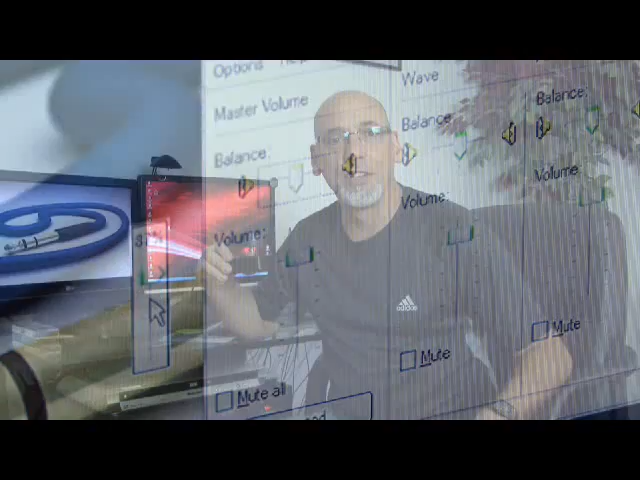 Options
Master Volume
Wave
Balance:
Balance:
Balance:
Volume:
Volume:
Volume:
adidas
Mute
Mute
Mute all